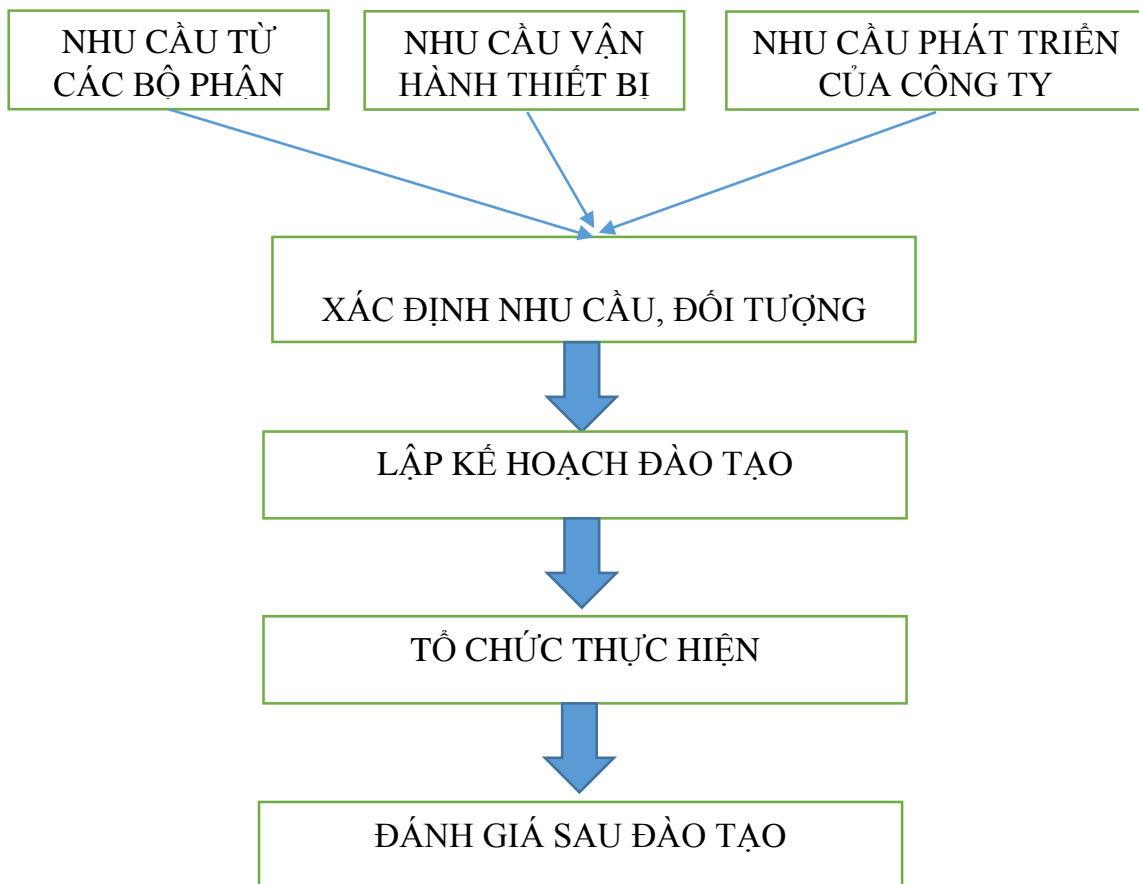 NHU CẦU TỪ
CÁC BỘ PHẬN
NHU CẦU VẬN
HÀNH THIẾT BỊ
NHU CẦU PHÁT TRIỂN
CỦA CÔNG TY
XÁC ĐỊNH NHU CẦU, ĐỐI TƯỢNG
LẬP KẾ HOẠCH ĐÀO TẠO
TỔ CHỨC THỰC HIỆN
ĐÁNH GIÁ SAU ĐÀO TẠO